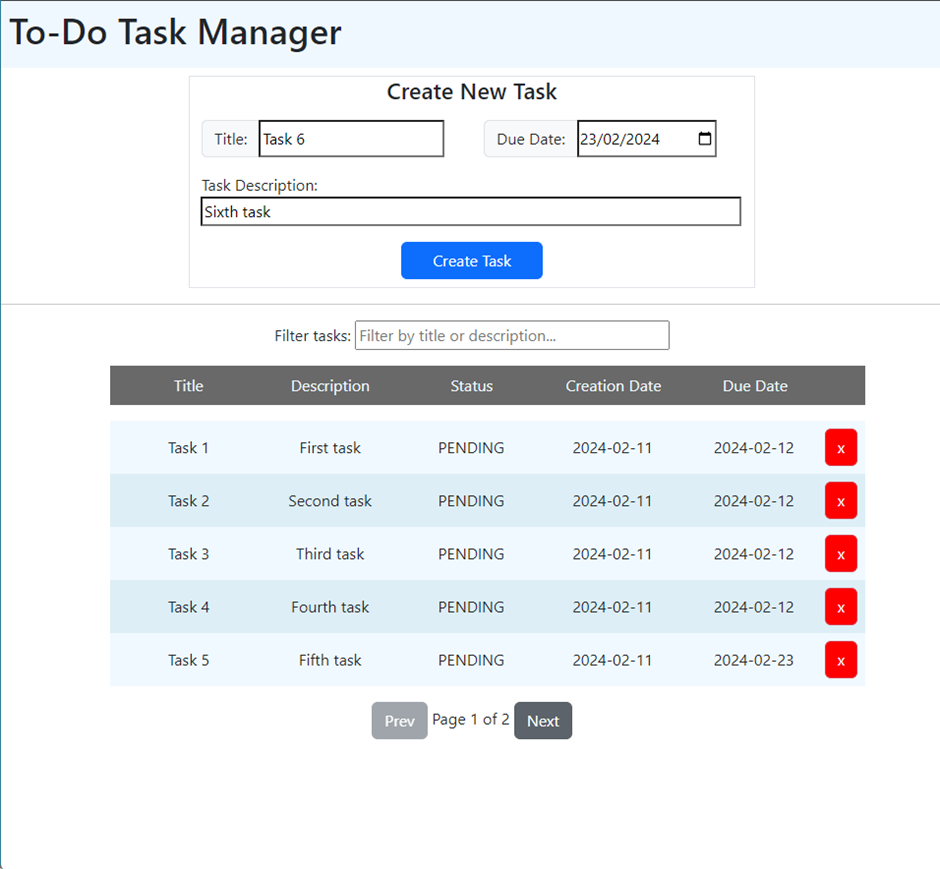 To-Do Task Manager
Create New Task
Title: Task 6 Due Date: 23/02/2024
Task Description:
Sixth task
Create Task
Filter tasks: Filter by title or description...
Title Description Status Creation Date Due Date
Task 1 First task PENDING 2024-02-11 2024-02-12 x
Task 2 Second task PENDING 2024-02-11 2024-02-12 x
Task 3 Third task PENDING 2024-02-11 2024-02-12 x
Task 4 Fourth task PENDING 2024-02-11 2024-02-12 x
Task 5 Fifth task PENDING 2024-02-11 2024-02-23 x
Prev Page 1 of 2 Next